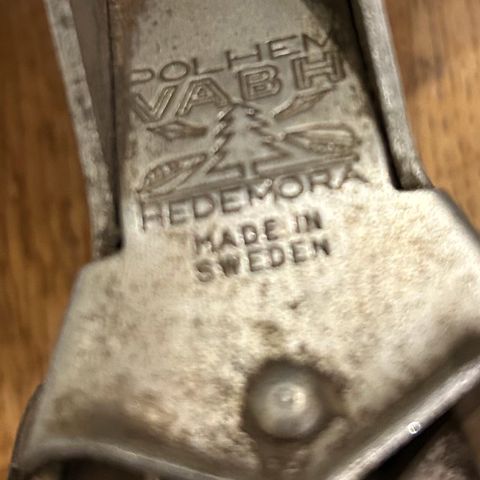 POLHEM
VABH
HEDEMORA
MADE IN
SWEDEN